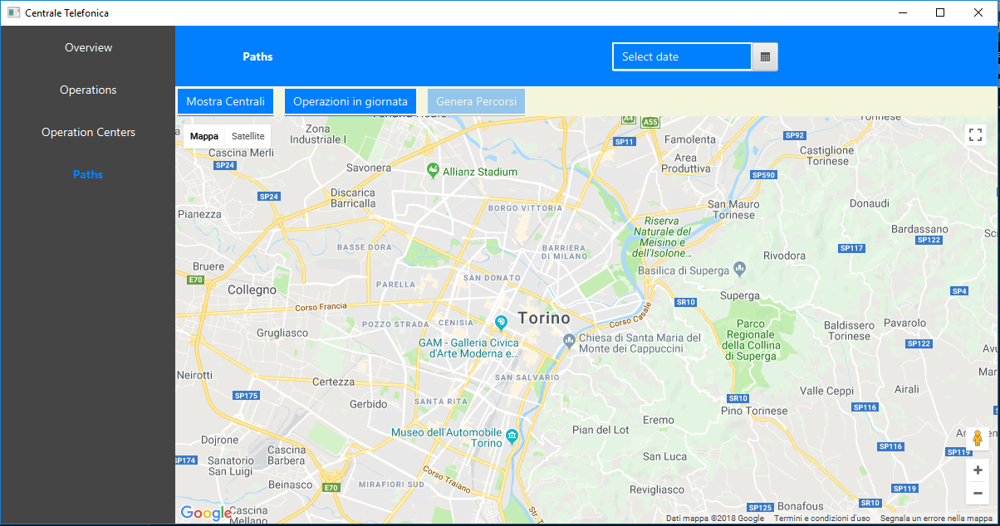 Centrale Telefonica
Overview
Operations
Operation Centers
Paths
Paths
Select date
Mostra Centrali
Operazioni in giornata
Genera Percorsi
Mappa
Satellite
Zona
Industriale I
A55
SP11
SP92
Famolenta
Cascina Merli
SP24
Savonera
Allianz Stadium
Area
Produttiva
Castiglione
Torinese
SP590
SP24
Discarica
Barricalla
BORGO VITTORIA
San Mauro
Torinese
Donaudi
Pianezza
Riserva
Naturale del
Meisino e
dell'Isolone...
Bardassano
SP122
BASSE DORA
BARRIERA
DI MILANO
SP117
Rivodora
Bruere
E70
Collegno
PARELLA
SAN DONATO
Basilica di Superga
Superga
SP4
SR10
Corso Francia
POZZO STRADA
CENISIA
Torino
Corso Casale
Grugliasco
GAM - Galleria Civica
d'Arte Moderna e...
Chiesa di Santa Maria del
Monte dei Cappuccini
Parco
Regionale
della Collina
di Superga
Baldissero
Torinese
Pavarolo
SP122
Neirotti
Certezza
SAN SALVARIO
SP175
Gerbido
SANTA RITA
SR10
Pino Torinese
Valle Ceppi
Airali
SP116
Dojrone
Museo dell'Automobile
Torino
Pian del Lot
Eremo
SP116
SP119
SP174
Sanatorio
San Luigi
Cascina
Barbera
San Luca
Beinasco
E70
MIRAFIORI SUD
Corso Traiano
Revigliasco
SP119
SP125
Bonafous
SR10
Google
Cascina
Mellano
Str.
Dati mappa ©2018 Google
Termini e condizioni d'uso
Segnala un errore nella mappa